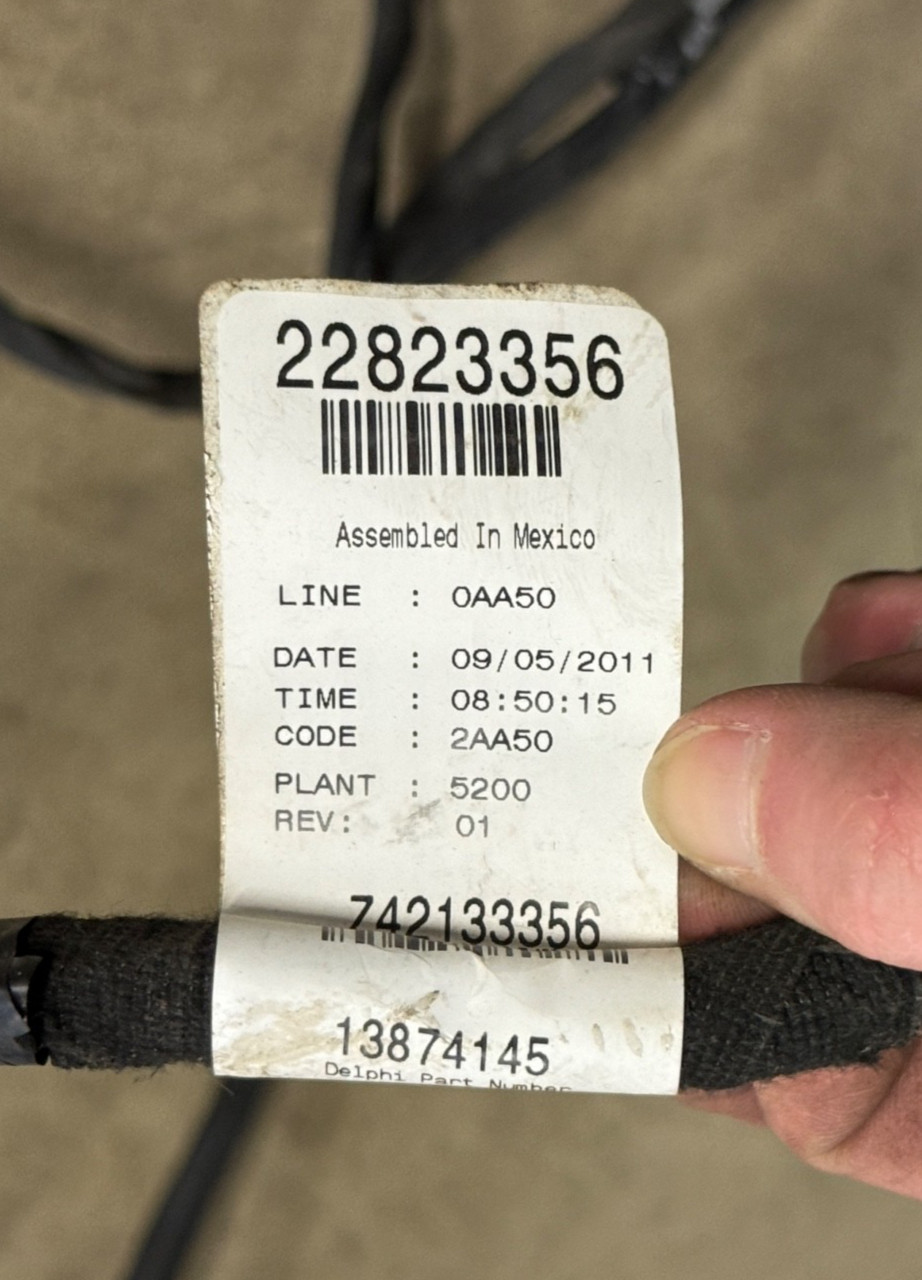 22823356
Assembled In Mexico
LINE : 0AA50
DATE : 09/05/2011
TIME : 08:50:15
CODE : 2AA50
PLANT : 5200
REV: 01
742133356
13874145
Delphi Part Number